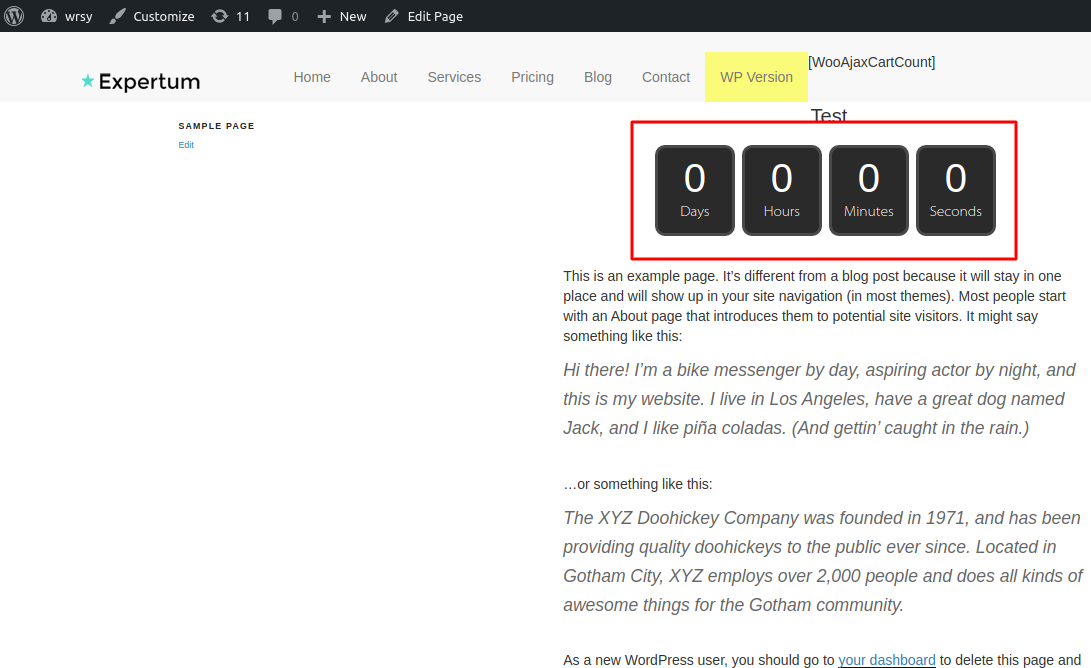 wrsy Customize 11 0 New Edit Page
Expertum Home About Services Pricing Blog Contact WP Version [WooAjaxCartCount]
SAMPLE PAGE
Edit
Test
0 0 0 0
Days Hours Minutes Seconds
This is an example page. It’s different from a blog post because it will stay in one
place and will show up in your site navigation (in most themes). Most people start
with an About page that introduces them to potential site visitors. It might say
something like this:
Hi there! I’m a bike messenger by day, aspiring actor by night, and
this is my website. I live in Los Angeles, have a great dog named
Jack, and I like piña coladas. (And gettin’ caught in the rain.)
…or something like this:
The XYZ Doohickey Company was founded in 1971, and has been
providing quality doohickeys to the public ever since. Located in
Gotham City, XYZ employs over 2,000 people and does all kinds of
awesome things for the Gotham community.
As a new WordPress user, you should go to your dashboard to delete this page and